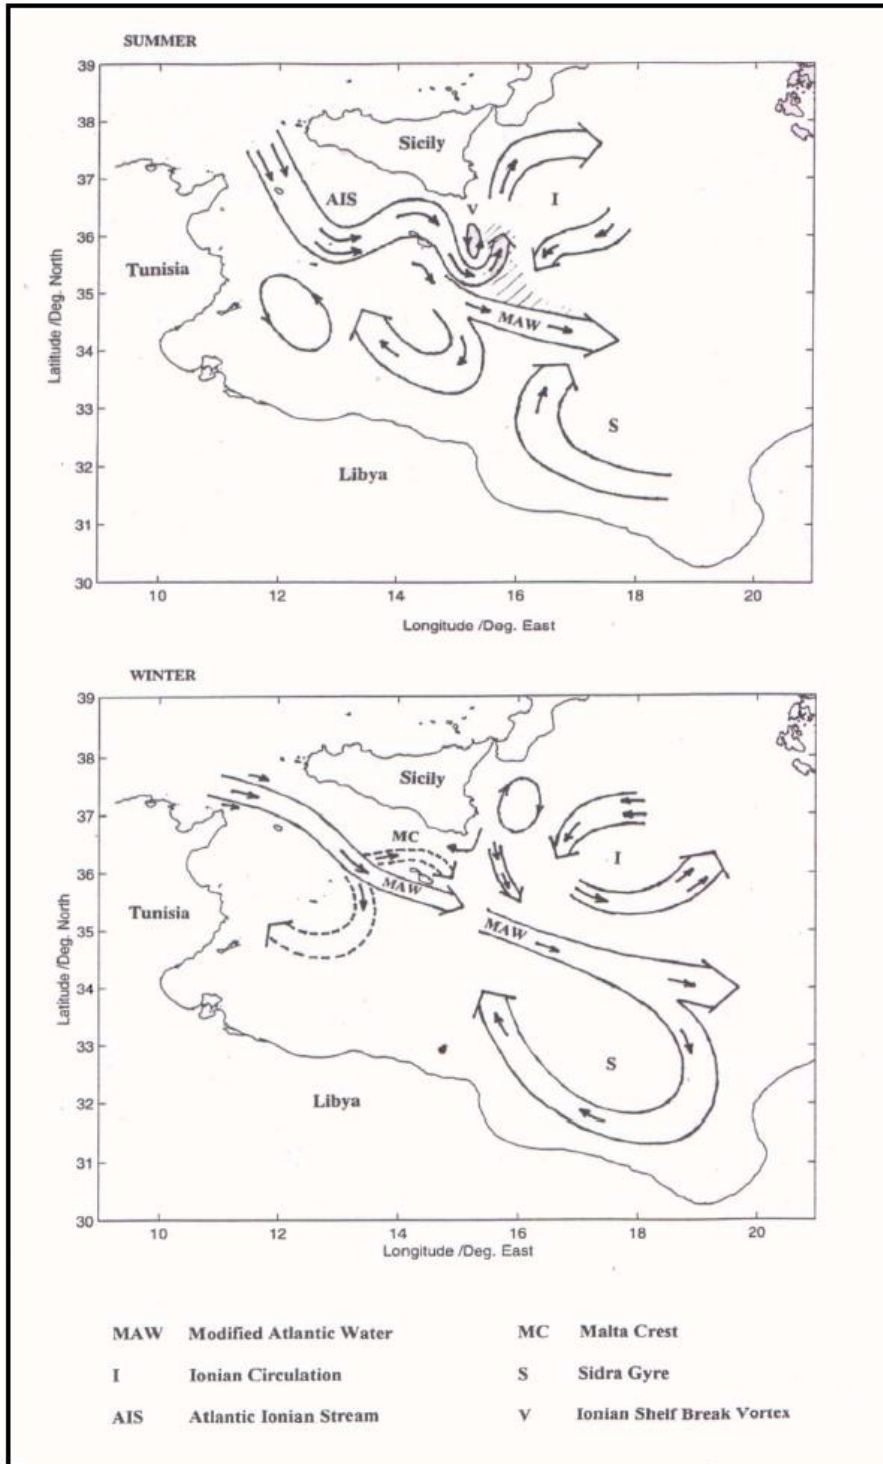 SUMMER
39
38
37
36
35
34
33
32
31
30
Latitude /Deg. North
Sicily
AIS
V
I
Tunisia
MAW
S
Libya
10 12 14 16 18 20
Longitude /Deg. East
WINTER
39
38
37
36
35
34
33
32
31
30
Latitude /Deg. North
Sicily
MC
I
MAW
Tunisia
MAW
S
Libya
10 12 14 16 18 20
Longitude /Deg. East
MAW Modified Atlantic Water MC Malta Crest
I Ionian Circulation S Sidra Gyre
AIS Atlantic Ionian Stream V Ionian Shelf Break Vortex